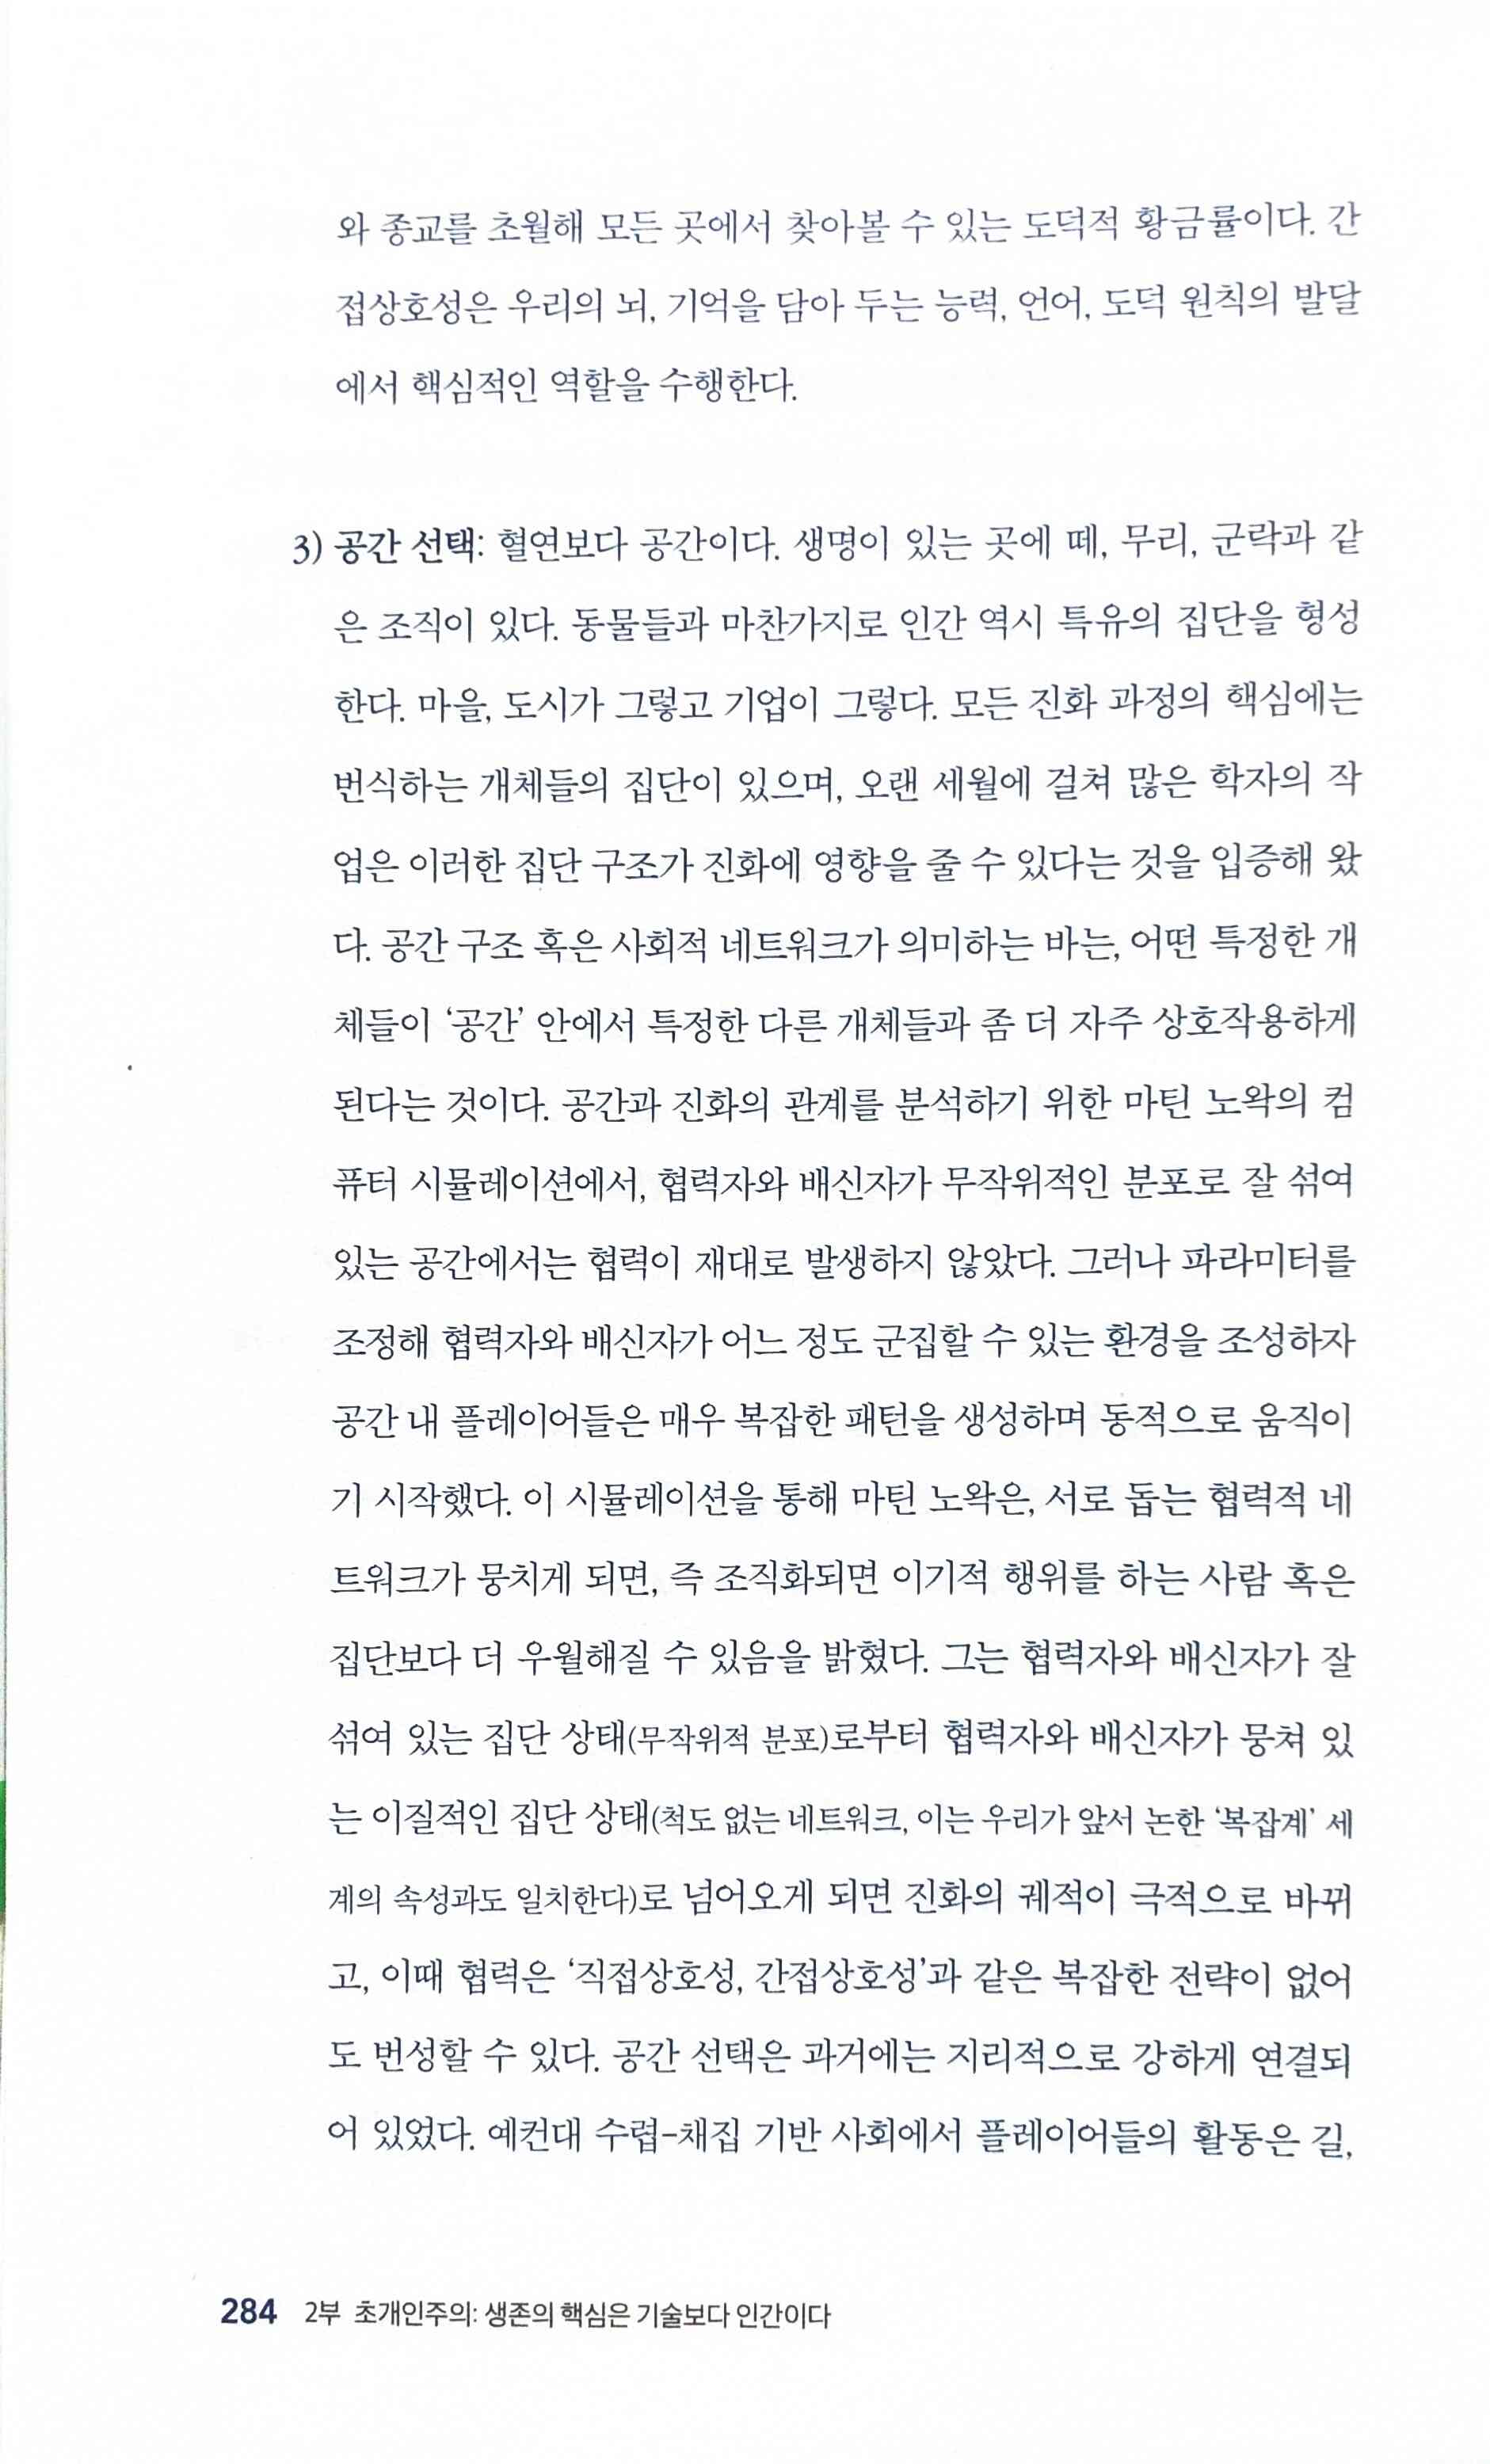 와 종교를 초월해 모든 곳에서 찾아볼 수 있는 도덕적 황금률이다. 간
접상호성은 우리의 뇌, 기억을 담아 두는 능력, 언어, 도덕 원칙의 발달
에서 핵심적인 역할을 수행한다.
3) 공간 선택: 혈연보다 공간이다. 생명이 있는 곳에 떼, 무리, 군락과 같
은 조직이 있다. 동물들과 마찬가지로 인간 역시 특유의 집단을 형성
한다. 마을, 도시가 그렇고 기업이 그렇다. 모든 진화 과정의 핵심에는
번식하는 개체들의 집단이 있으며, 오랜 세월에 걸쳐 많은 학자의 작
업은 이러한 집단 구조가 진화에 영향을 줄 수 있다는 것을 입증해 왔
다. 공간 구조 혹은 사회적 네트워크가 의미하는 바는, 어떤 특정한 개
체들이 ‘공간’ 안에서 특정한 다른 개체들과 좀 더 자주 상호작용하게
된다는 것이다. 공간과 진화의 관계를 분석하기 위한 마틴 노왁의 컴
퓨터 시뮬레이션에서, 협력자와 배신자가 무작위적인 분포로 잘 섞여
있는 공간에서는 협력이 재대로 발생하지 않았다. 그러나 파라미터를
조정해 협력자와 배신자가 어느 정도 군집할 수 있는 환경을 조성하자
공간 내 플레이어들은 매우 복잡한 패턴을 생성하며 동적으로 움직이
기 시작했다. 이 시뮬레이션을 통해 마틴 노왁은, 서로 돕는 협력적 네
트워크가 뭉치게 되면, 즉 조직화되면 이기적 행위를 하는 사람 혹은
집단보다 더 우월해질 수 있음을 밝혔다. 그는 협력자와 배신자가 잘
섞여 있는 집단 상태(무작위적 분포)로부터 협력자와 배신자가 뭉쳐 있
는 이질적인 집단 상태(척도 없는 네트워크, 이는 우리가 앞서 논한 ‘복잡계’ 세
계의 속성과도 일치한다)로 넘어오게 되면 진화의 궤적이 극적으로 바뀌
고, 이때 협력은 ‘직접상호성, 간접상호성’과 같은 복잡한 전략이 없어
도 번성할 수 있다. 공간 선택은 과거에는 지리적으로 강하게 연결되
어 있었다. 예컨대 수렵-채집 기반 사회에서 플레이어들의 활동은 길,
284 2부 초개인주의: 생존의 핵심은 기술보다 인간이다